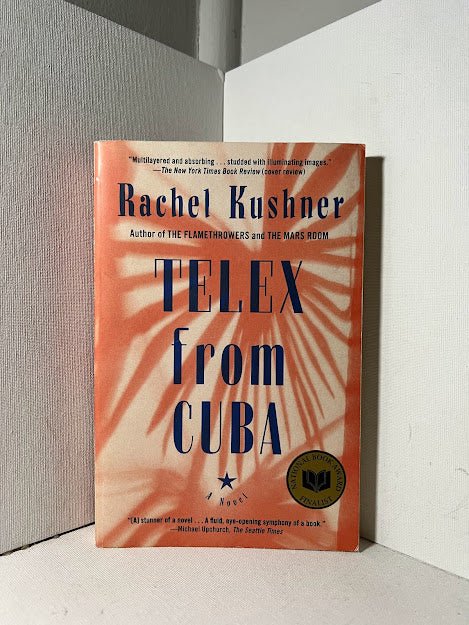 "Multilayered and absorbing . . . studded with illuminating images."
—The New York Times Book Review (cover review)
Rachel Kushner
Author of THE FLAMETHROWERS and THE MARS ROOM
TELEX
from
CUBA
A Novel
NATIONAL BOOK AWARD
FINALIST
"[A] stunner of a novel . . . A fluid, eye-opening symphony of a book."
—Michael Upchurch, The Seattle Times